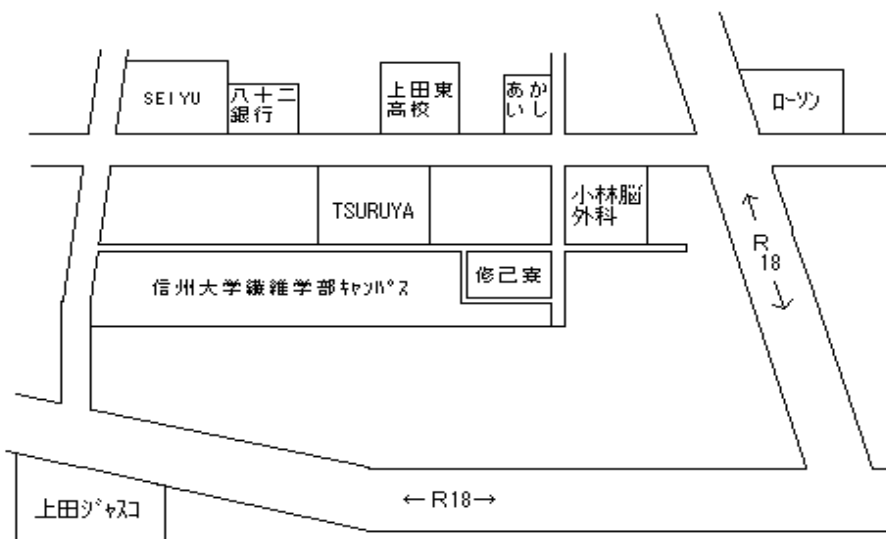 SEIYU
八十二
銀行
上田東
高校
あか
いし
ローソン
TSURUYA
小林脳
外科
↑
R
18
↓
信州大学繊維学部キャンパス
修己寮
←R18→
上田ジャスコ